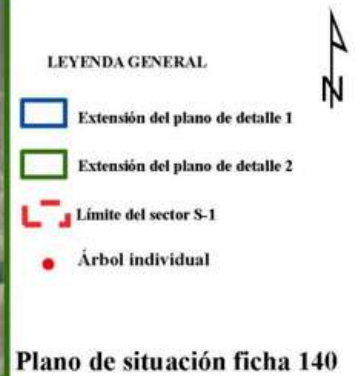 N
LEYENDA GENERAL
Extensión del plano de detalle 1
Extensión del plano de detalle 2
Límite del sector S-1
Árbol individual
Plano de situación ficha 140